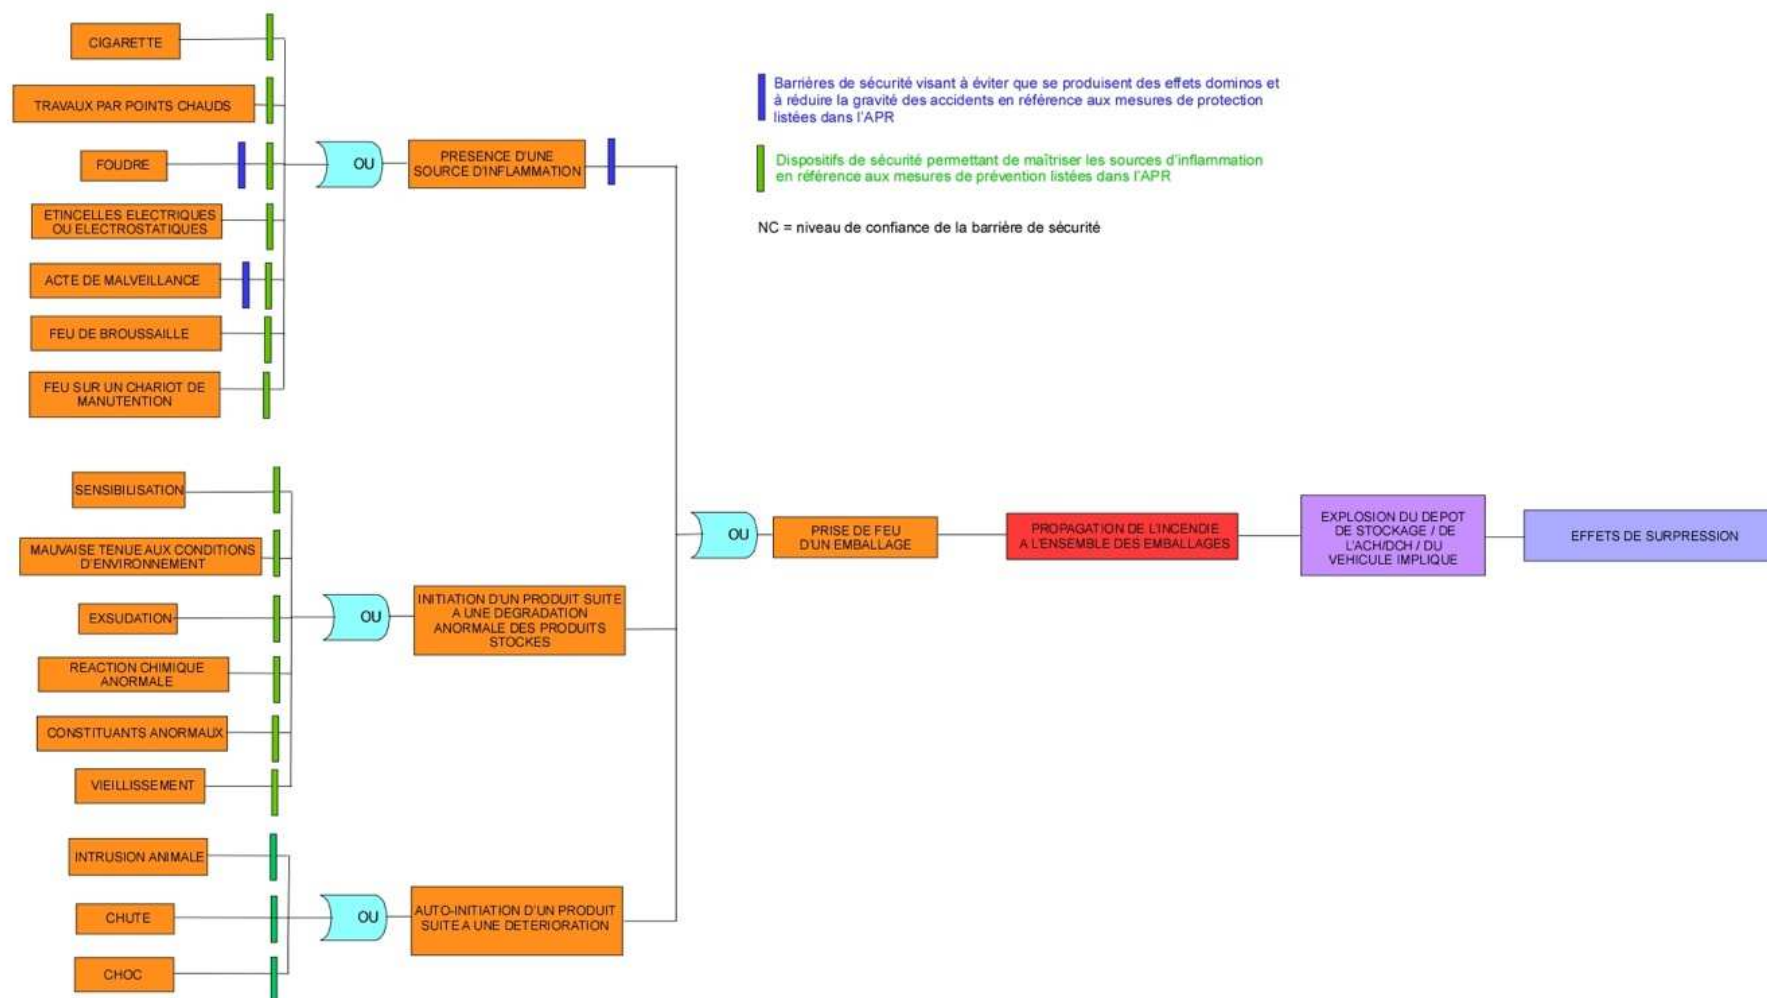 CIGARETTE
TRAVAUX PAR POINTS CHAUDS
FOUDRE
ETINCELLES ELECTRIQUES
OU ELECTROSTATIQUES
ACTE DE MALVEILLANCE
FEU DE BROUSSAILLE
FEU SUR UN CHARIOT DE
MANUTENTION
OU
PRESENCE D'UNE
SOURCE D'INFLAMMATION
Barrières de sécurité visant à éviter que se produisent des effets dominos et
à réduire la gravité des accidents en référence aux mesures de protection
listées dans l'APR
Dispositifs de sécurité permettant de maîtriser les sources d'inflammation
en référence aux mesures de prévention listées dans l'APR
NC = niveau de confiance de la barrière de sécurité
SENSIBILISATION
MAUVAISE TENUE AUX CONDITIONS
D'ENVIRONNEMENT
EXSUDATION
REACTION CHIMIQUE
ANORMALE
CONSTITUANTS ANORMAUX
VIEILLISSEMENT
OU
INITIATION D'UN PRODUIT SUITE
A UNE DEGRADATION
ANORMALE DES PRODUITS
STOCKES
INTRUSION ANIMALE
CHUTE
CHOC
OU
AUTO-INITIATION D'UN PRODUIT
SUITE A UNE DETERIORATION
OU
PRISE DE FEU
D'UN EMBALLAGE
PROPAGATION DE L'INCENDIE
A L'ENSEMBLE DES EMBALLAGES
EXPLOSION DU DEPOT
DE STOCKAGE / DE
L'ACH/DCH / DU
VEHICULE IMPLIQUE
EFFETS DE SURPRESSION